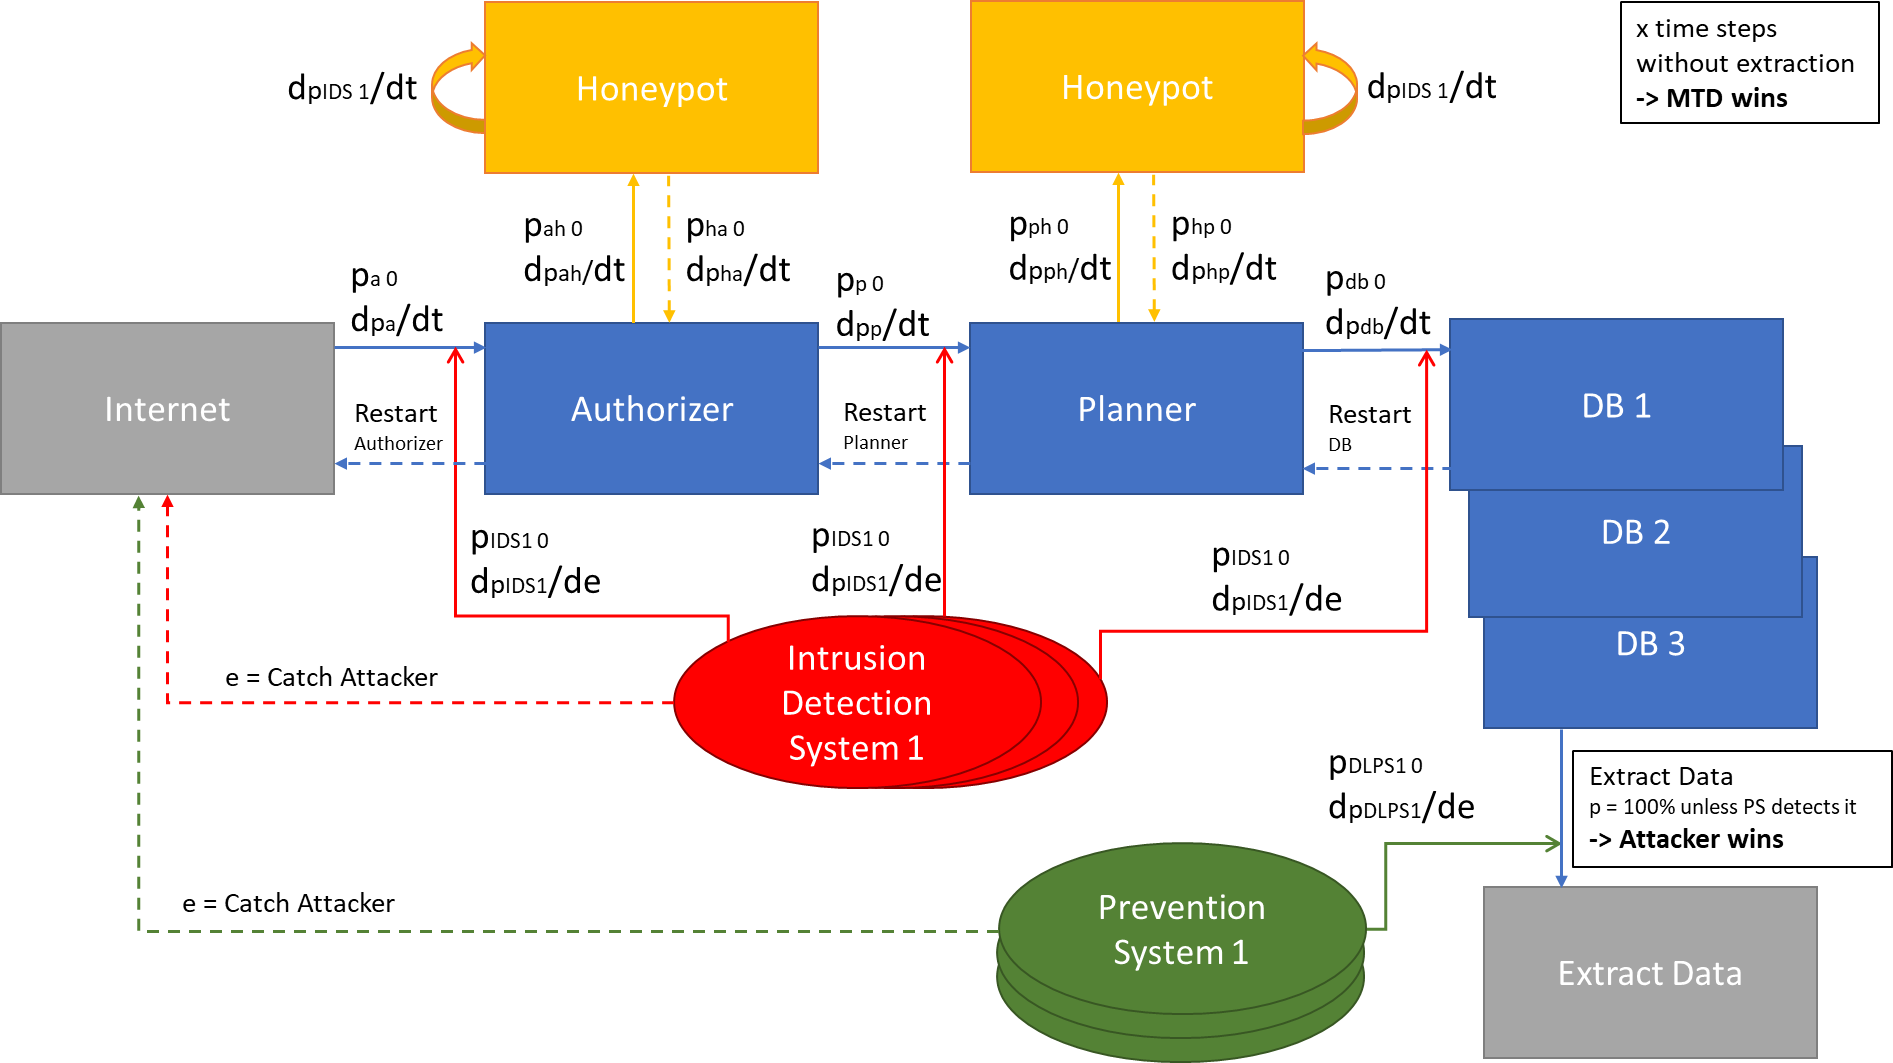 Honeypot
Honeypot
dpIDS 1/dt
dpIDS 1/dt
x time steps
without extraction
-> MTD wins
pah 0
dpah/dt
pha 0
dpha/dt
pph 0
dpph/dt
php 0
dphp/dt
pa 0
dpa/dt
pp 0
dpp/dt
pdb 0
dpdb/dt
Internet
Restart
Authorizer
Authorizer
Restart
Planner
Planner
Restart
DB
DB 1
DB 2
DB 3
pIDS1 0
dpIDS1/de
pIDS1 0
dpIDS1/de
pIDS1 0
dpIDS1/de
e = Catch Attacker
Intrusion
Detection
System 1
pDLPS1 0
dpDLPS1/de
Extract Data
p = 100% unless PS detects it
-> Attacker wins
e = Catch Attacker
Prevention
System 1
Extract Data